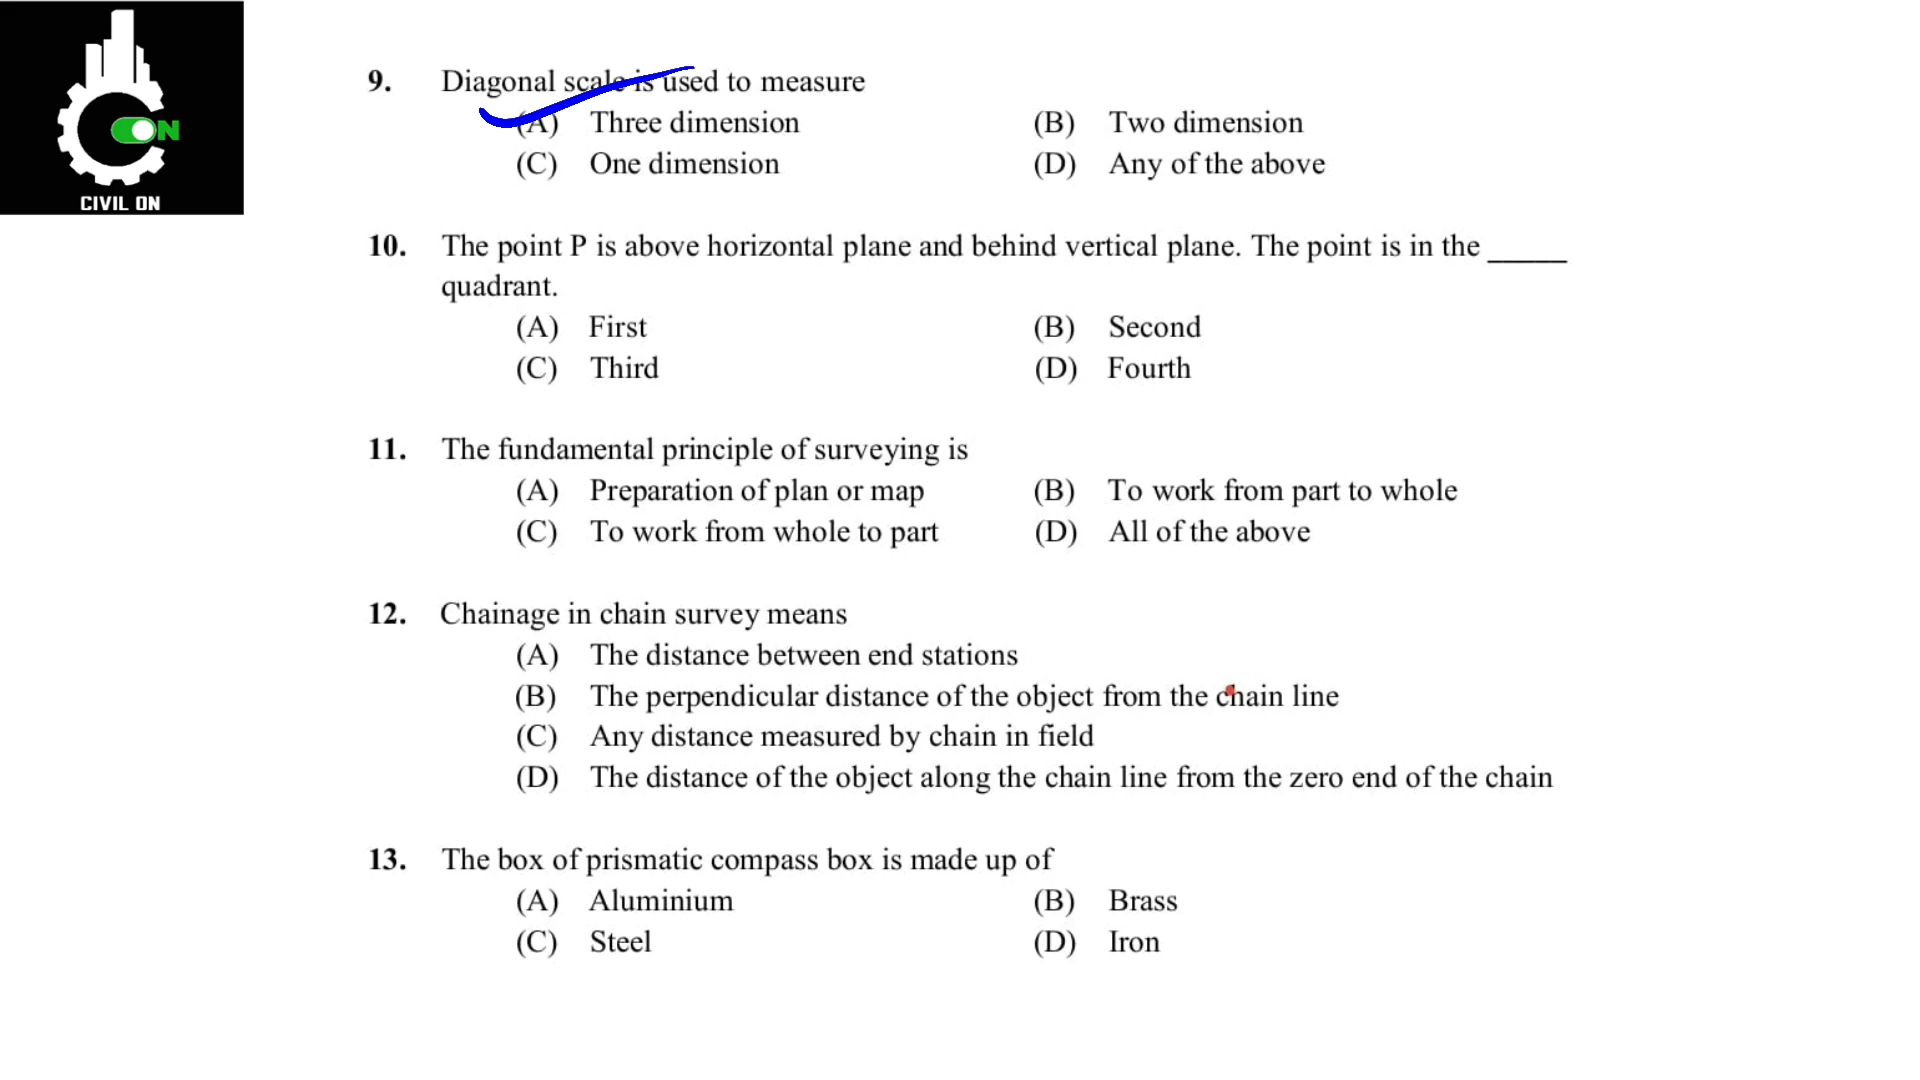 ON
CIVIL ON
9. Diagonal scale is used to measure
(A) Three dimension (B) Two dimension
(C) One dimension (D) Any of the above
10. The point P is above horizontal plane and behind vertical plane. The point is in the _____
quadrant.
(A) First (B) Second
(C) Third (D) Fourth
11. The fundamental principle of surveying is
(A) Preparation of plan or map (B) To work from part to whole
(C) To work from whole to part (D) All of the above
12. Chainage in chain survey means
(A) The distance between end stations
(B) The perpendicular distance of the object from the chain line
(C) Any distance measured by chain in field
(D) The distance of the object along the chain line from the zero end of the chain
13. The box of prismatic compass box is made up of
(A) Aluminium (B) Brass
(C) Steel (D) Iron